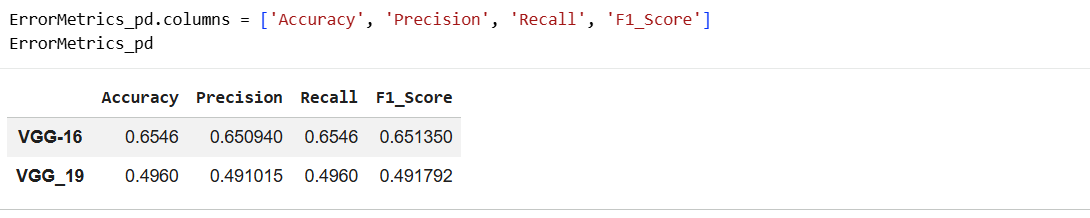 ErrorMetrics_pd.columns = ['Accuracy', 'Precision', 'Recall', 'F1_Score']
ErrorMetrics_pd
Accuracy Precision Recall F1_Score
VGG-16 0.6546 0.650940 0.6546 0.651350
VGG_19 0.4960 0.491015 0.4960 0.491792